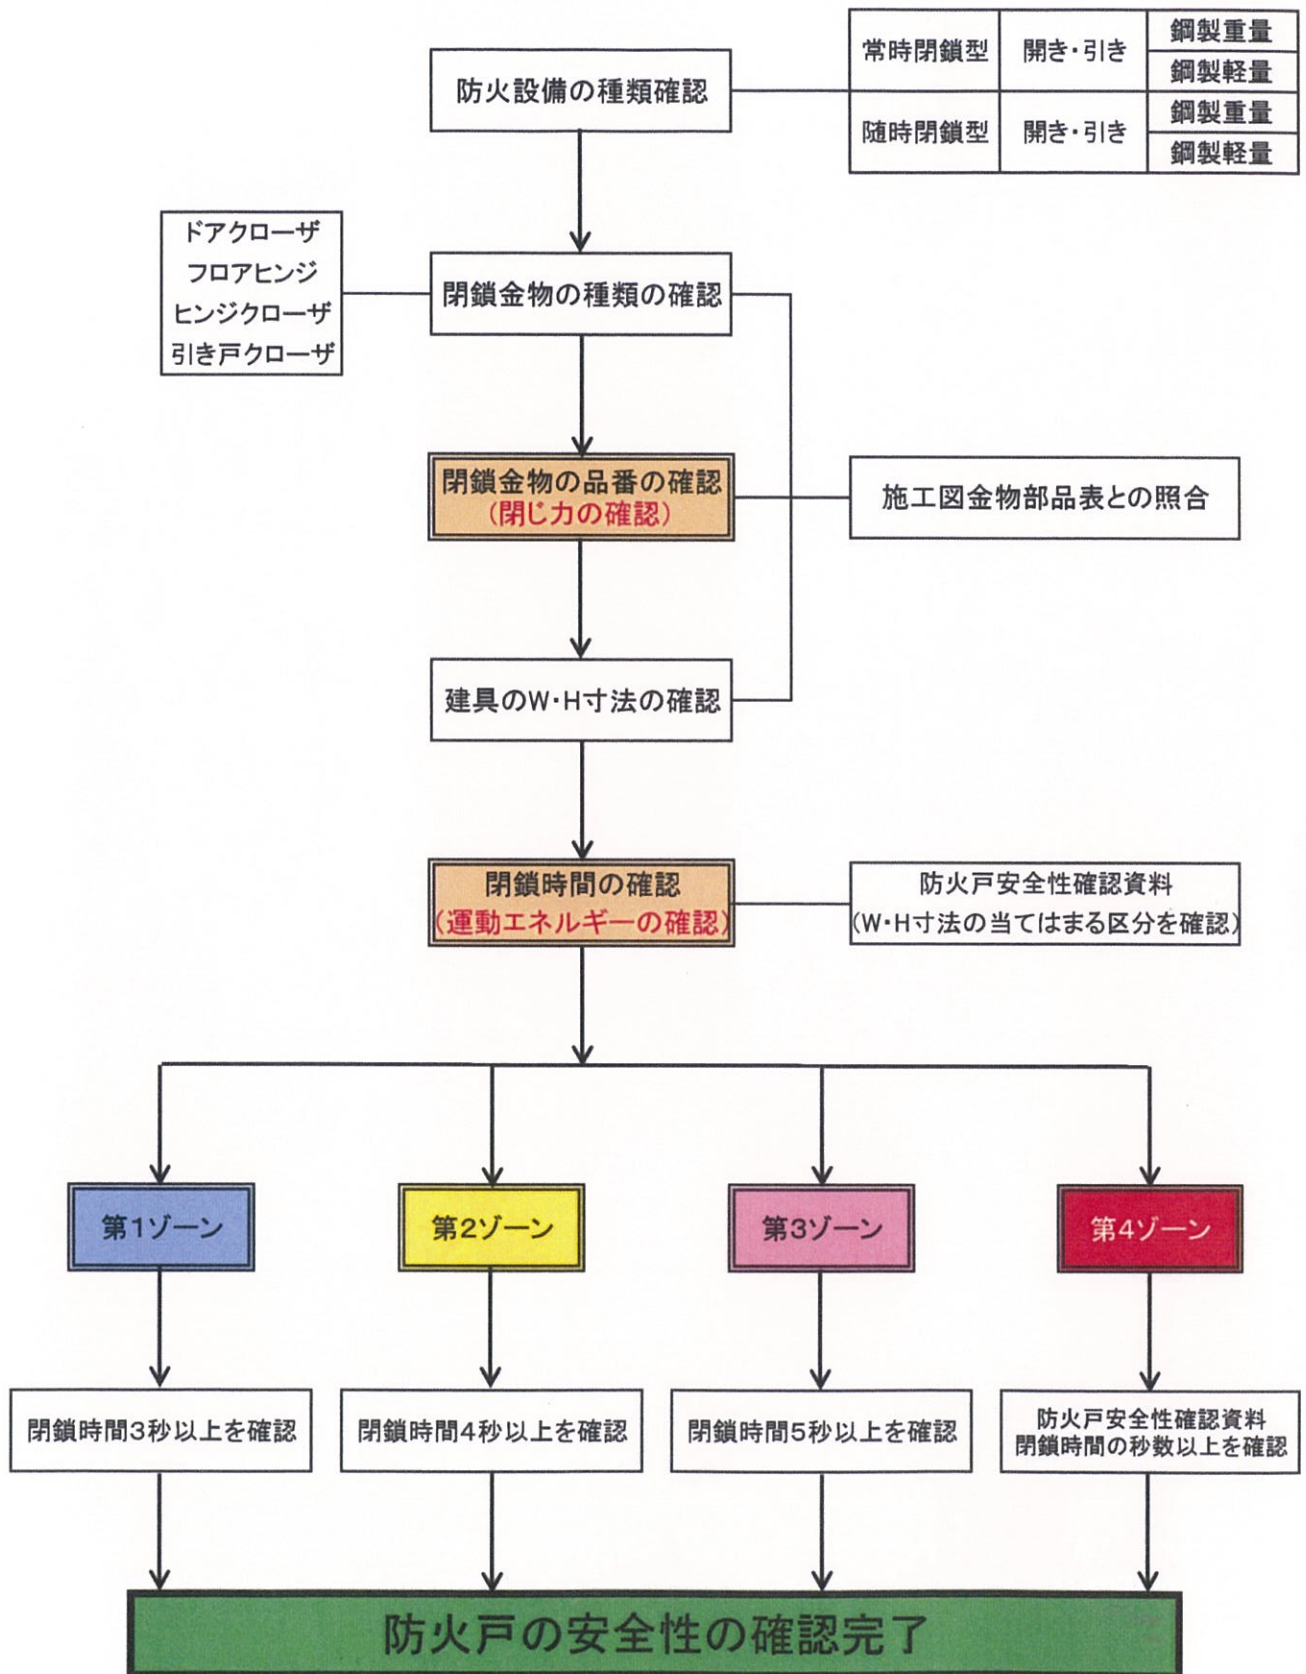 防火設備の種類確認
常時閉鎖型
開き・引き
鋼製重量
鋼製軽量
随時閉鎖型
開き・引き
鋼製重量
鋼製軽量
ドアクローザ
フロアヒンジ
ヒンジクローザ
引き戸クローザ
閉鎖金物の種類の確認
閉鎖金物の品番の確認
(閉じ力の確認)
施工図金物部品表との照合
建具のW・H寸法の確認
閉鎖時間の確認
(運動エネルギーの確認)
防火戸安全性確認資料
(W・H寸法の当てはまる区分を確認)
第1ゾーン
第2ゾーン
第3ゾーン
第4ゾーン
閉鎖時間3秒以上を確認
閉鎖時間4秒以上を確認
閉鎖時間5秒以上を確認
防火戸安全性確認資料
閉鎖時間の秒数以上を確認
防火戸の安全性の確認完了